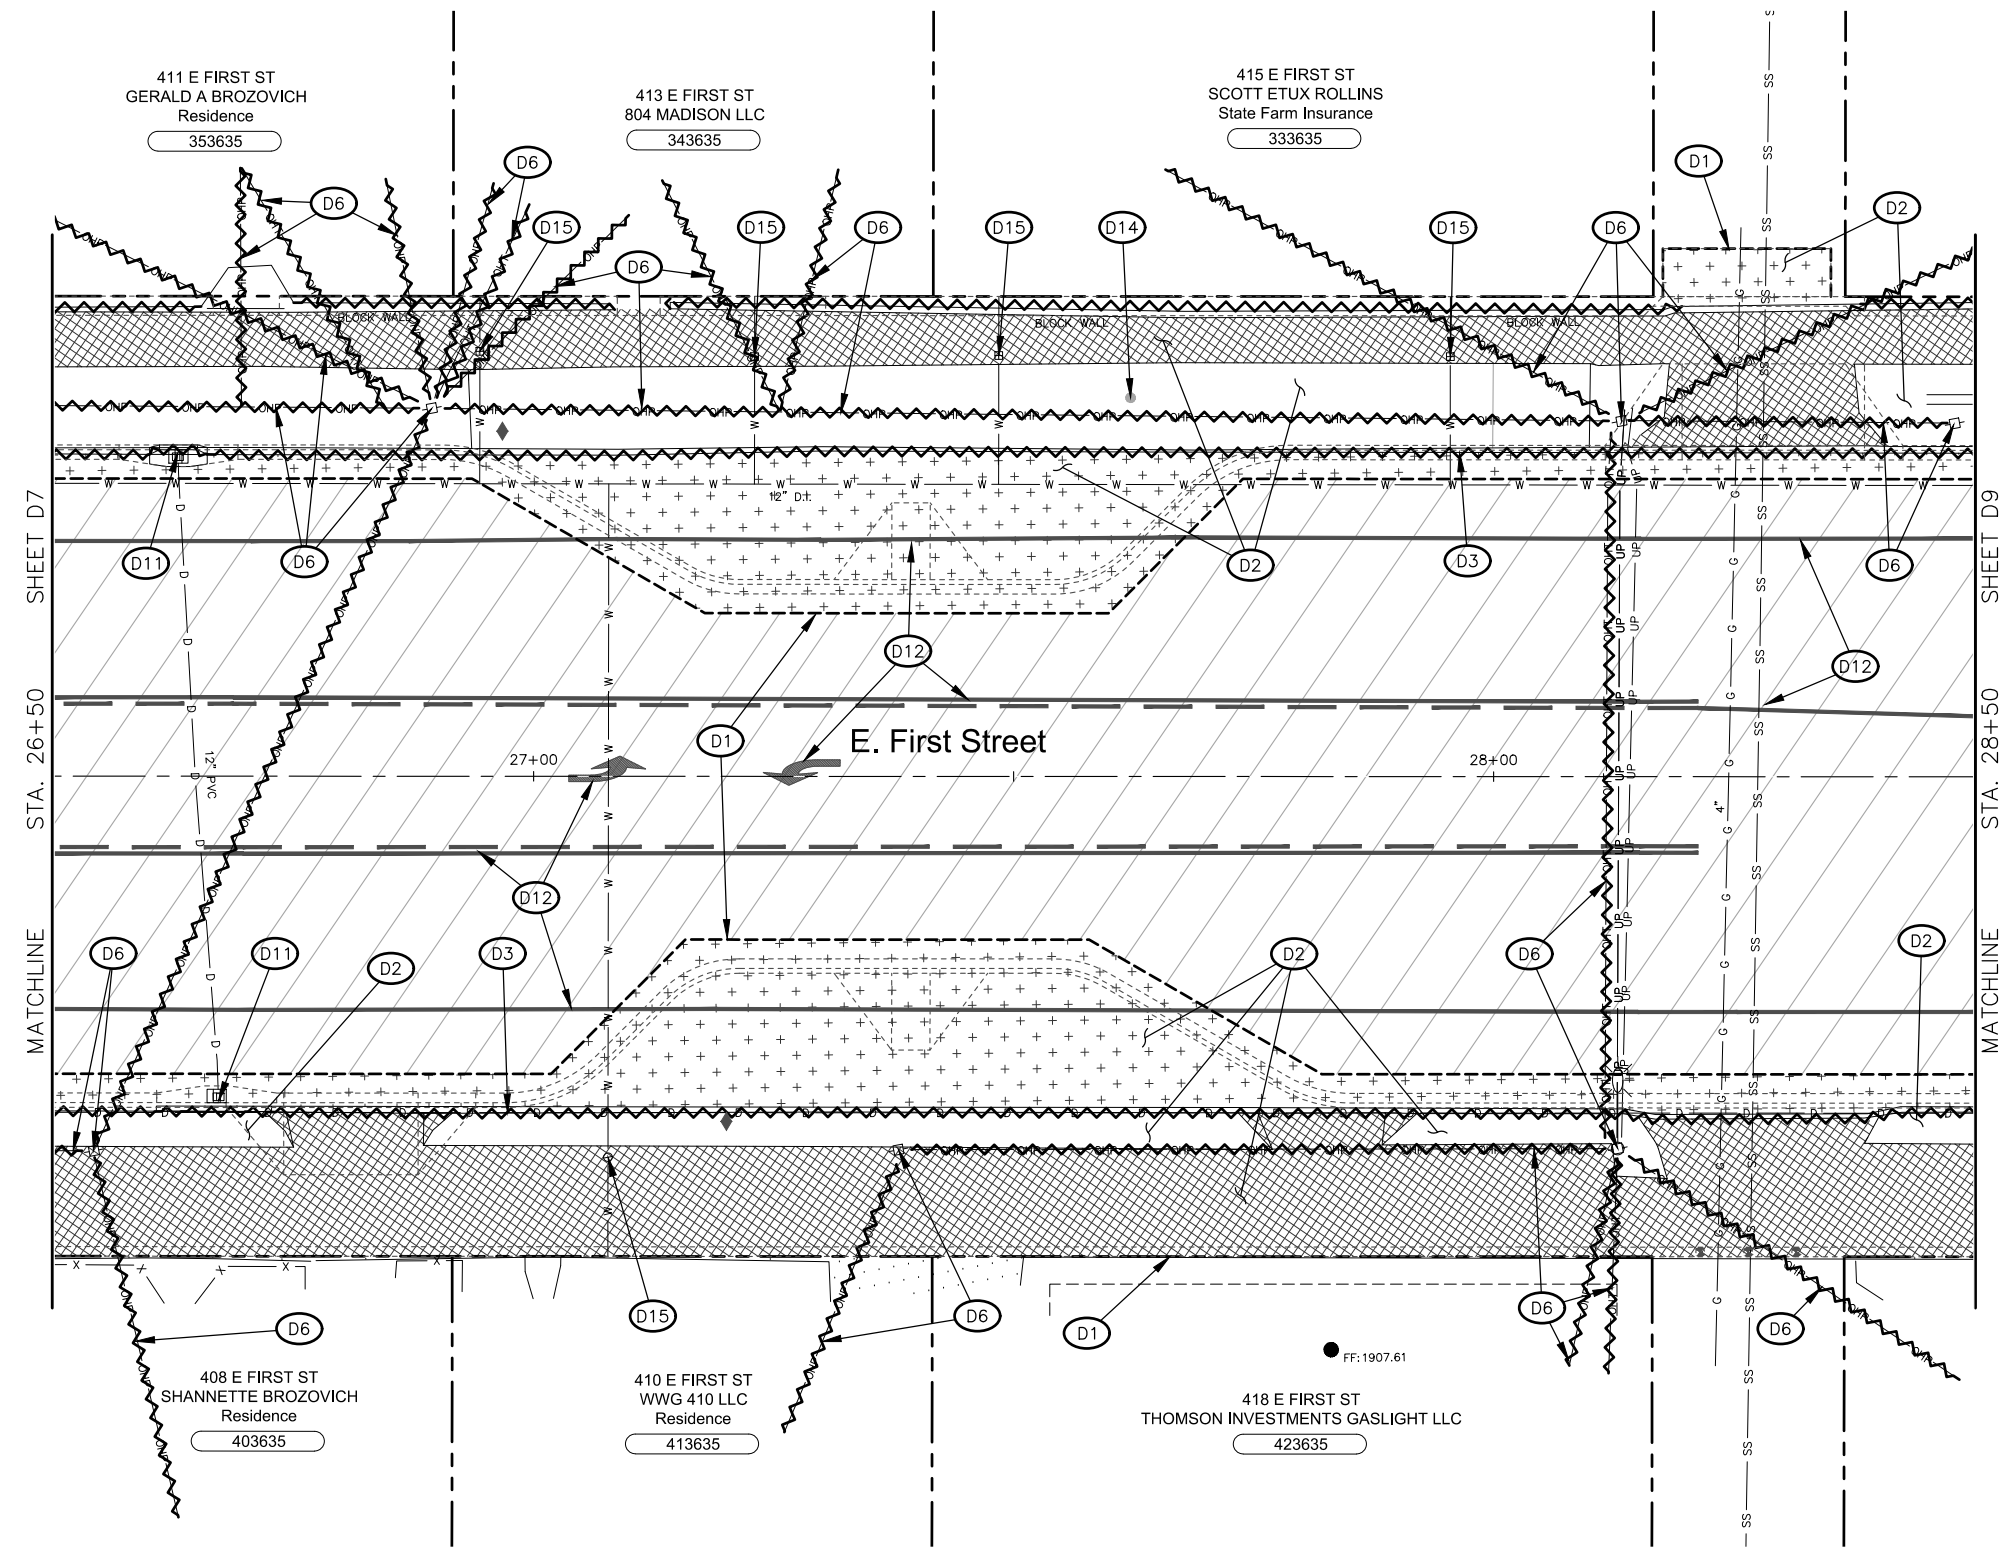 411 E FIRST ST
GERALD A BROZOVICH
Residence
353635
413 E FIRST ST
804 MADISON LLC
343635
415 E FIRST ST
SCOTT ETUX ROLLINS
State Farm Insurance
333635
D1
D6
D6
D15
D15
D6
D15
D14
D15
D6
D2
D6
BLOCK WALL
BLOCK WALL
BLOCK WALL
12" D.I.
D11
D6
D2
D3
D6
SHEET D7
SHEET D9
D12
D12
D1
E. First Street
12" PVC
27+00
28+00
4"
STA. 26+50
STA. 28+50
D12
D6
D11
D2
D3
D2
D6
D2
MATCHLINE
MATCHLINE
D6
D15
D6
D1
D6
D6
FF: 1907.61
408 E FIRST ST
SHANNETTE BROZOVICH
Residence
403635
410 E FIRST ST
WWG 410 LLC
Residence
413635
418 E FIRST ST
THOMSON INVESTMENTS GASLIGHT LLC
423635